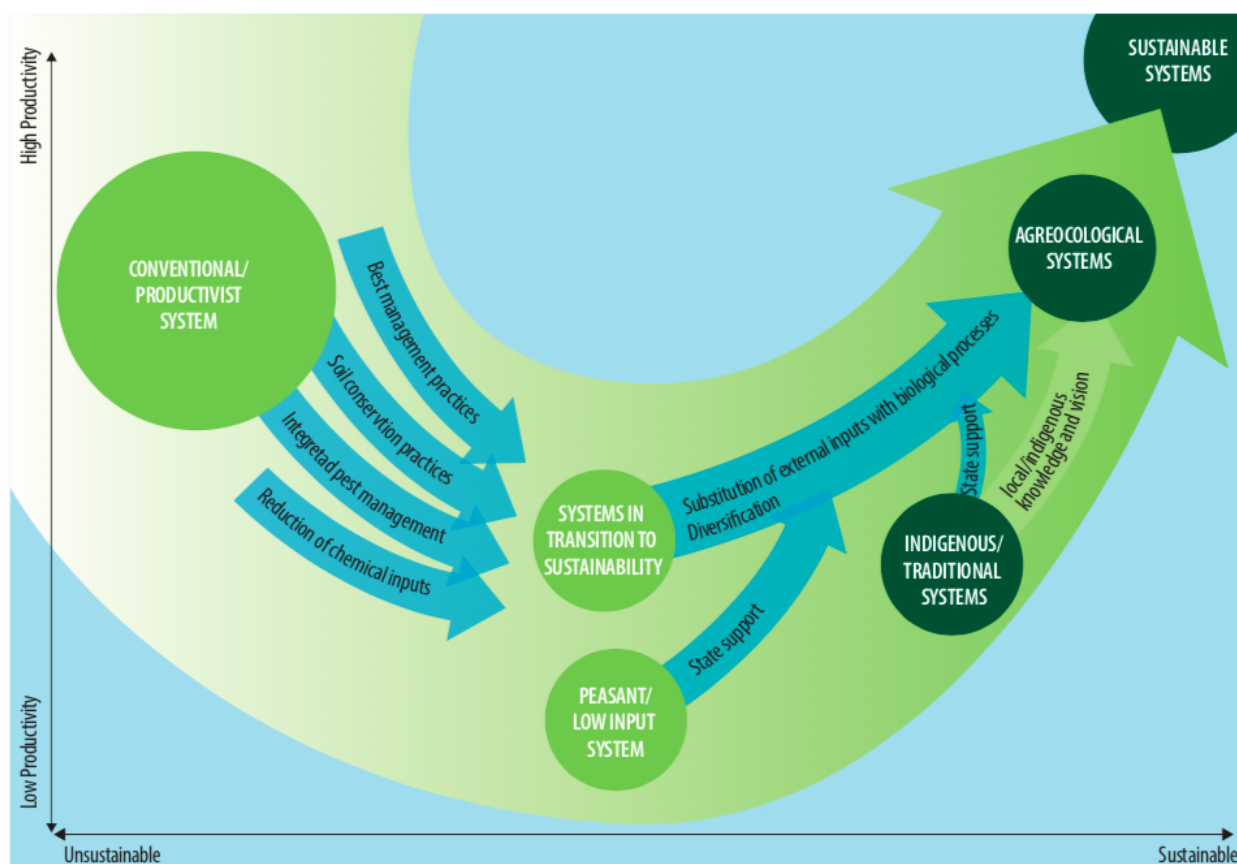 High Productivity
Low Productivity
Unsustainable
Sustainable
CONVENTIONAL/
PRODUCTIVIST
SYSTEM
Best management practices
Soil conservtion practices
Integretad pest management
Reduction of chemical inputs
SYSTEMS IN
TRANSITION TO
SUSTAINABILITY
Substitution of external inputs with biological processes
Diversification
PEASANT/
LOW INPUT
SYSTEM
State support
INDIGENOUS/
TRADITIONAL
SYSTEMS
State support
local/indigenous
knowledge and vision
AGREOCOLOGICAL
SYSTEMS
SUSTAINABLE
SYSTEMS